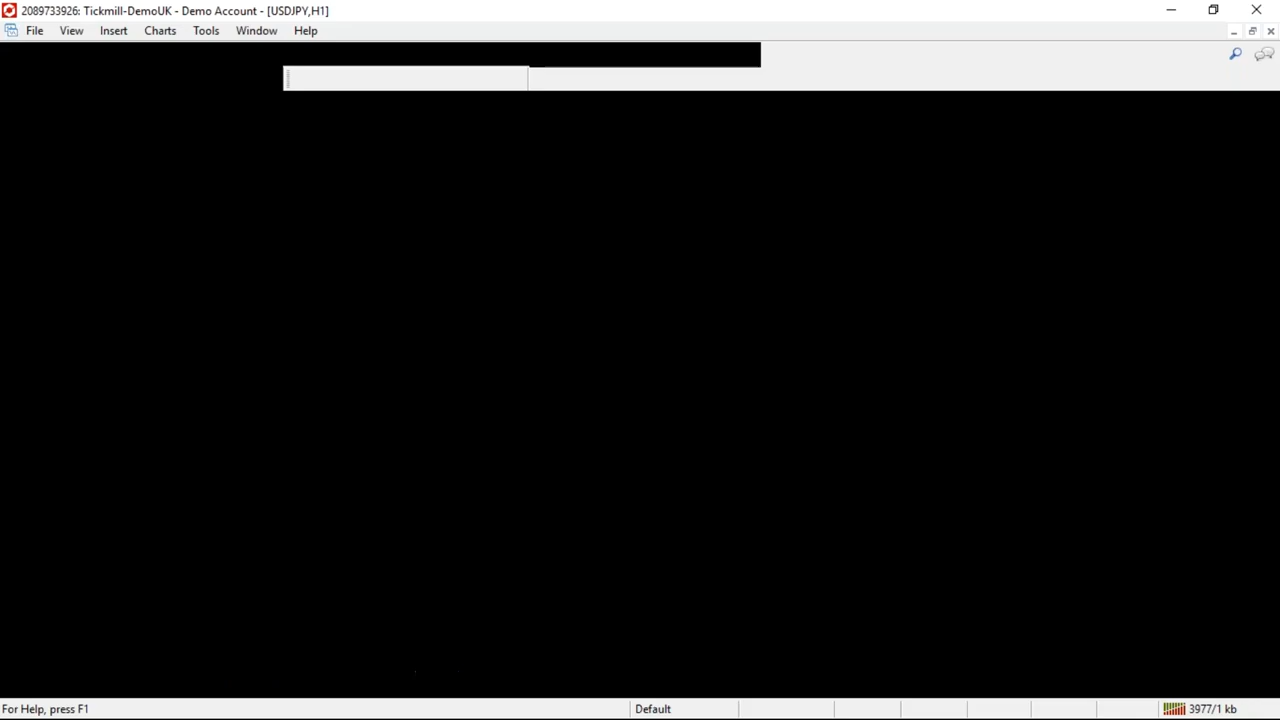 2089733926: Tickmill-DemoUK - Demo Account - [USDJPY,H1]
File View Insert Charts Tools Window Help
For Help, press F1 Default 3977/1 kb